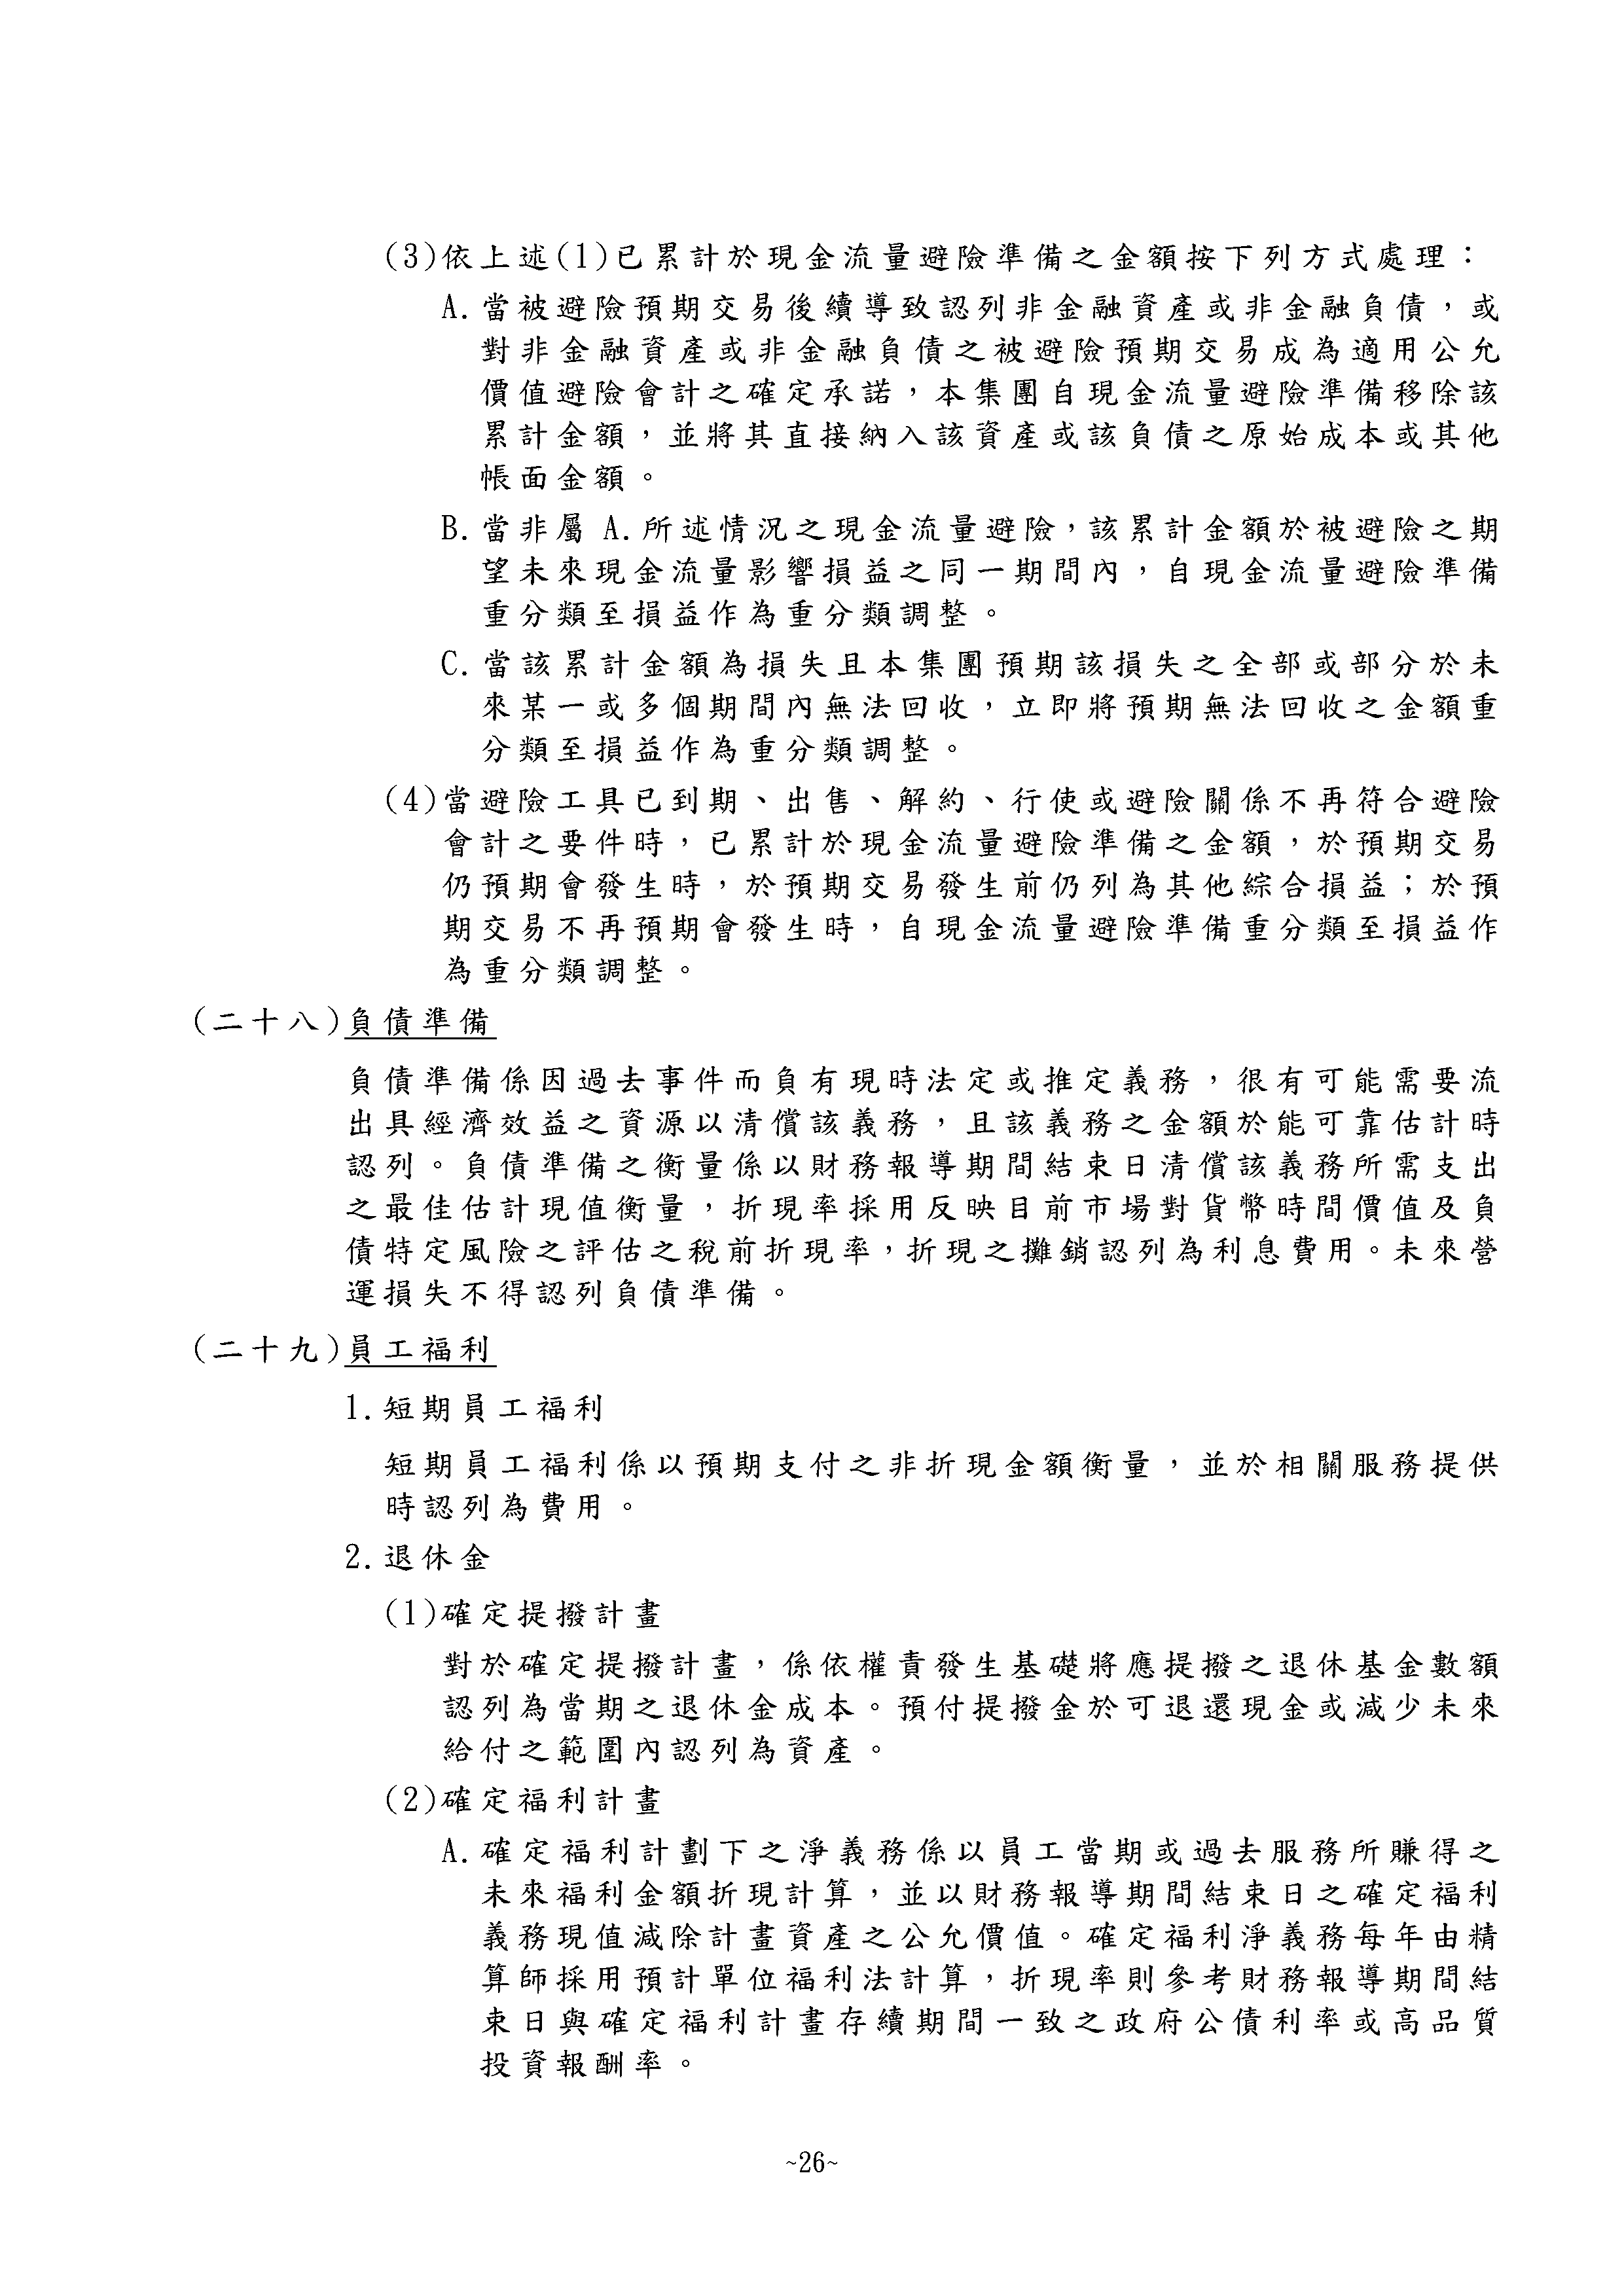 (3)依上述(1)已累計於現金流量避險準備之金額按下列方式處理：
A.當被避險預期交易後續導致認列非金融資產或非金融負債，或
對非金融資產或非金融負債之被避險預期交易成為適用公允
價值避險會計之確定承諾，本集團自現金流量避險準備移除該
累計金額，並將其直接納入該資產或該負債之原始成本或其他
帳面金額。
B.當非屬 A.所述情況之現金流量避險，該累計金額於被避險之期
望未來現金流量影響損益之同一期間內，自現金流量避險準備
重分類至損益作為重分類調整。
C.當該累計金額為損失且本集團預期該損失之全部或部分於未
來某一或多個期間內無法回收，立即將預期無法回收之金額重
分類至損益作為重分類調整。
(4)當避險工具已到期、出售、解約、行使或避險關係不再符合避險
會計之要件時，已累計於現金流量避險準備之金額，於預期交易
仍預期會發生時，於預期交易發生前仍列為其他綜合損益；於預
期交易不再預期會發生時，自現金流量避險準備重分類至損益作
為重分類調整。
(二十八)負債準備
負債準備係因過去事件而負有現時法定或推定義務，很有可能需要流
出具經濟效益之資源以清償該義務，且該義務之金額於能可靠估計時
認列。負債準備之衡量係以財務報導期間結束日清償該義務所需支出
之最佳估計現值衡量，折現率採用反映目前市場對貨幣時間價值及負
債特定風險之評估之稅前折現率，折現之攤銷認列為利息費用。未來營
運損失不得認列負債準備。
(二十九)員工福利
1.短期員工福利
短期員工福利係以預期支付之非折現金額衡量，並於相關服務提供
時認列為費用。
2.退休金
(1)確定提撥計畫
對於確定提撥計畫，係依權責發生基礎將應提撥之退休基金數額
認列為當期之退休金成本。預付提撥金於可退還現金或減少未來
給付之範圍內認列為資產。
(2)確定福利計畫
A.確定福利計劃下之淨義務係以員工當期或過去服務所賺得之
未來福利金額折現計算，並以財務報導期間結束日之確定福利
義務現值減除計畫資產之公允價值。確定福利淨義務每年由精
算師採用預計單位福利法計算，折現率則參考財務報導期間結
束日與確定福利計畫存續期間一致之政府公債利率或高品質
投資報酬率。
~26~